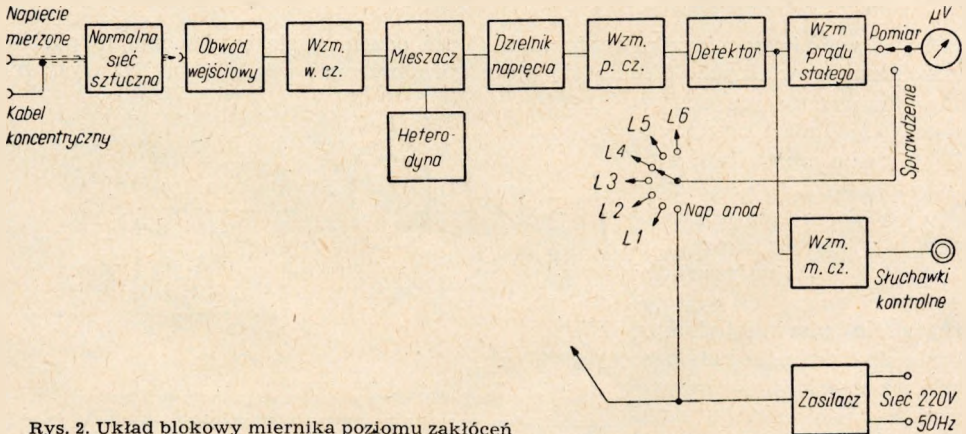 Napięcie
mierzone
Normalna
sieć
sztuczna
Kabel
koncentryczny
Obwód
wejściowy
Wzm.
w. cz.
Mieszacz
Hetero-
dyna
Dzielnik
napięcia
Wzm.
p. cz.
Detektor
Wzm
prądu
stałego
Pomiar
μV
Sprawdzenie
L6
L5
L4
L3
L2
L1
Nap anod
Wzm.
m. cz.
Słuchawki
kontrolne
Zasilacz
Sieć 220V
50Hz
Rys. 2. Układ blokowy miernika poziomu zakłóceń